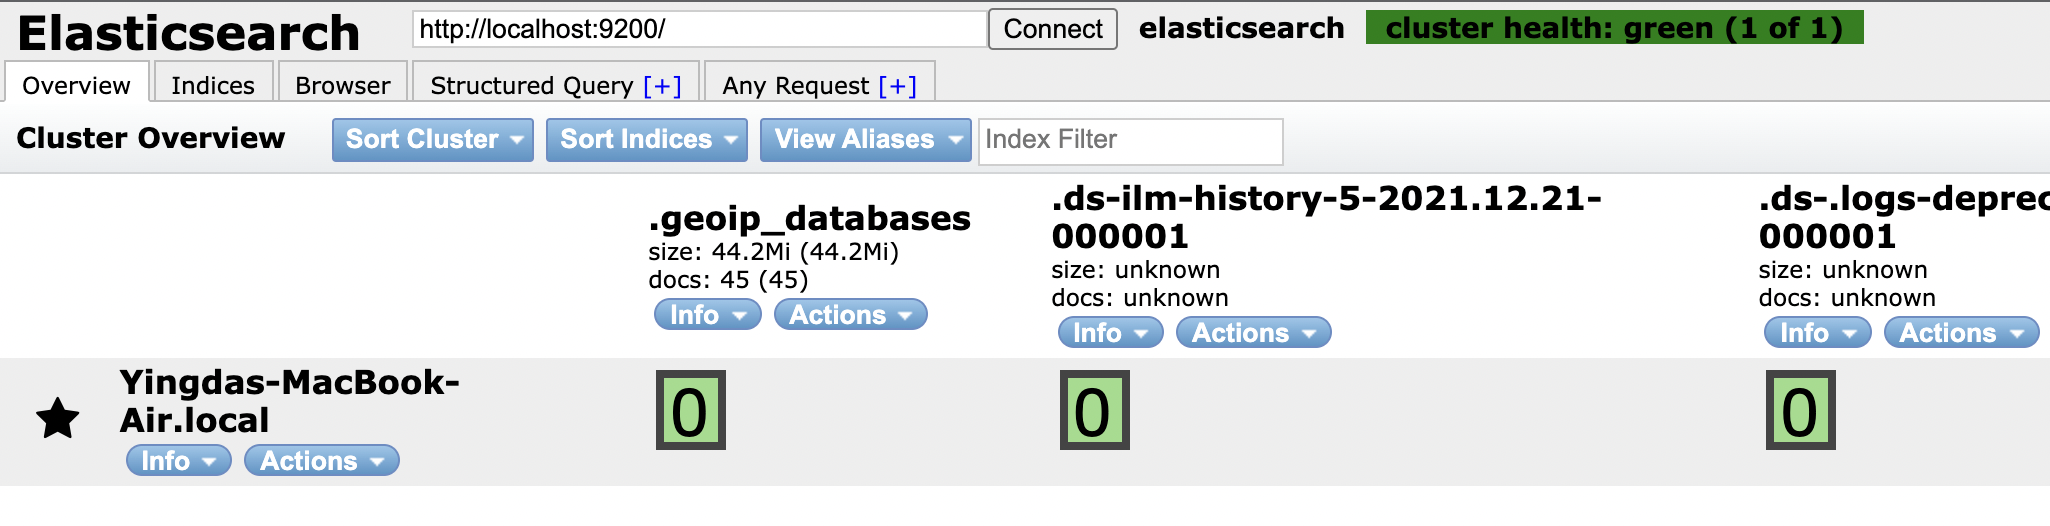 Elasticsearch
http://localhost:9200/
Connect
elasticsearch
cluster health: green (1 of 1)
Overview
Indices
Browser
Structured Query [+]
Any Request [+]
Cluster Overview
Sort Cluster
Sort Indices
View Aliases
Index Filter
.geoip_databases
size: 44.2Mi (44.2Mi)
docs: 45 (45)
Info
Actions
.ds-ilm-history-5-2021.12.21-
000001
size: unknown
docs: unknown
Info
Actions
.ds-.logs-deprec
000001
size: unknown
docs: unknown
Info
Actions
Yingdas-MacBook-
Air.local
Info
Actions
0
0
0